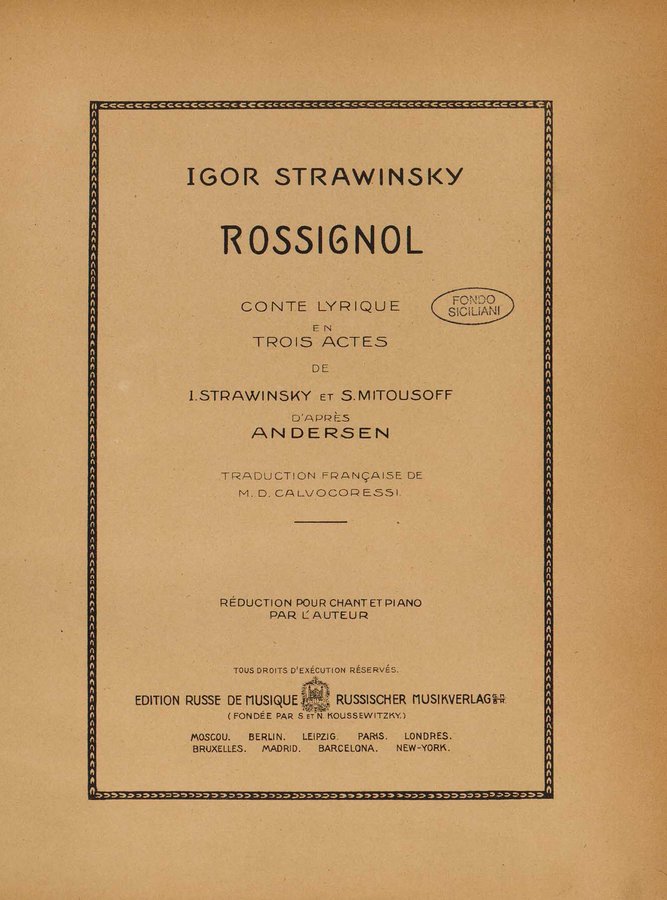 IGOR STRAWINSKY
ROSSIGNOL
CONTE LYRIQUE
EN
TROIS ACTES
FONDO
SICILIANI
DE
I. STRAWINSKY ET S. MITOUSOFF
D'APRÈS
ANDERSEN
TRADUCTION FRANÇAISE DE
M. D. CALVOCORESSI.
RÉDUCTION POUR CHANT ET PIANO
PAR L'AUTEUR
TOUS DROITS D'EXÉCUTION RÉSERVÉS.
EDITION RUSSE DE MUSIQUE RUSSISCHER MUSIKVERLAG
(FONDÉE PAR S. ET N. KOUSSEWITZKY.)
MOSCOU. BERLIN. LEIPZIG. PARIS. LONDRES.
BRUXELLES. MADRID. BARCELONA. NEW-YORK.